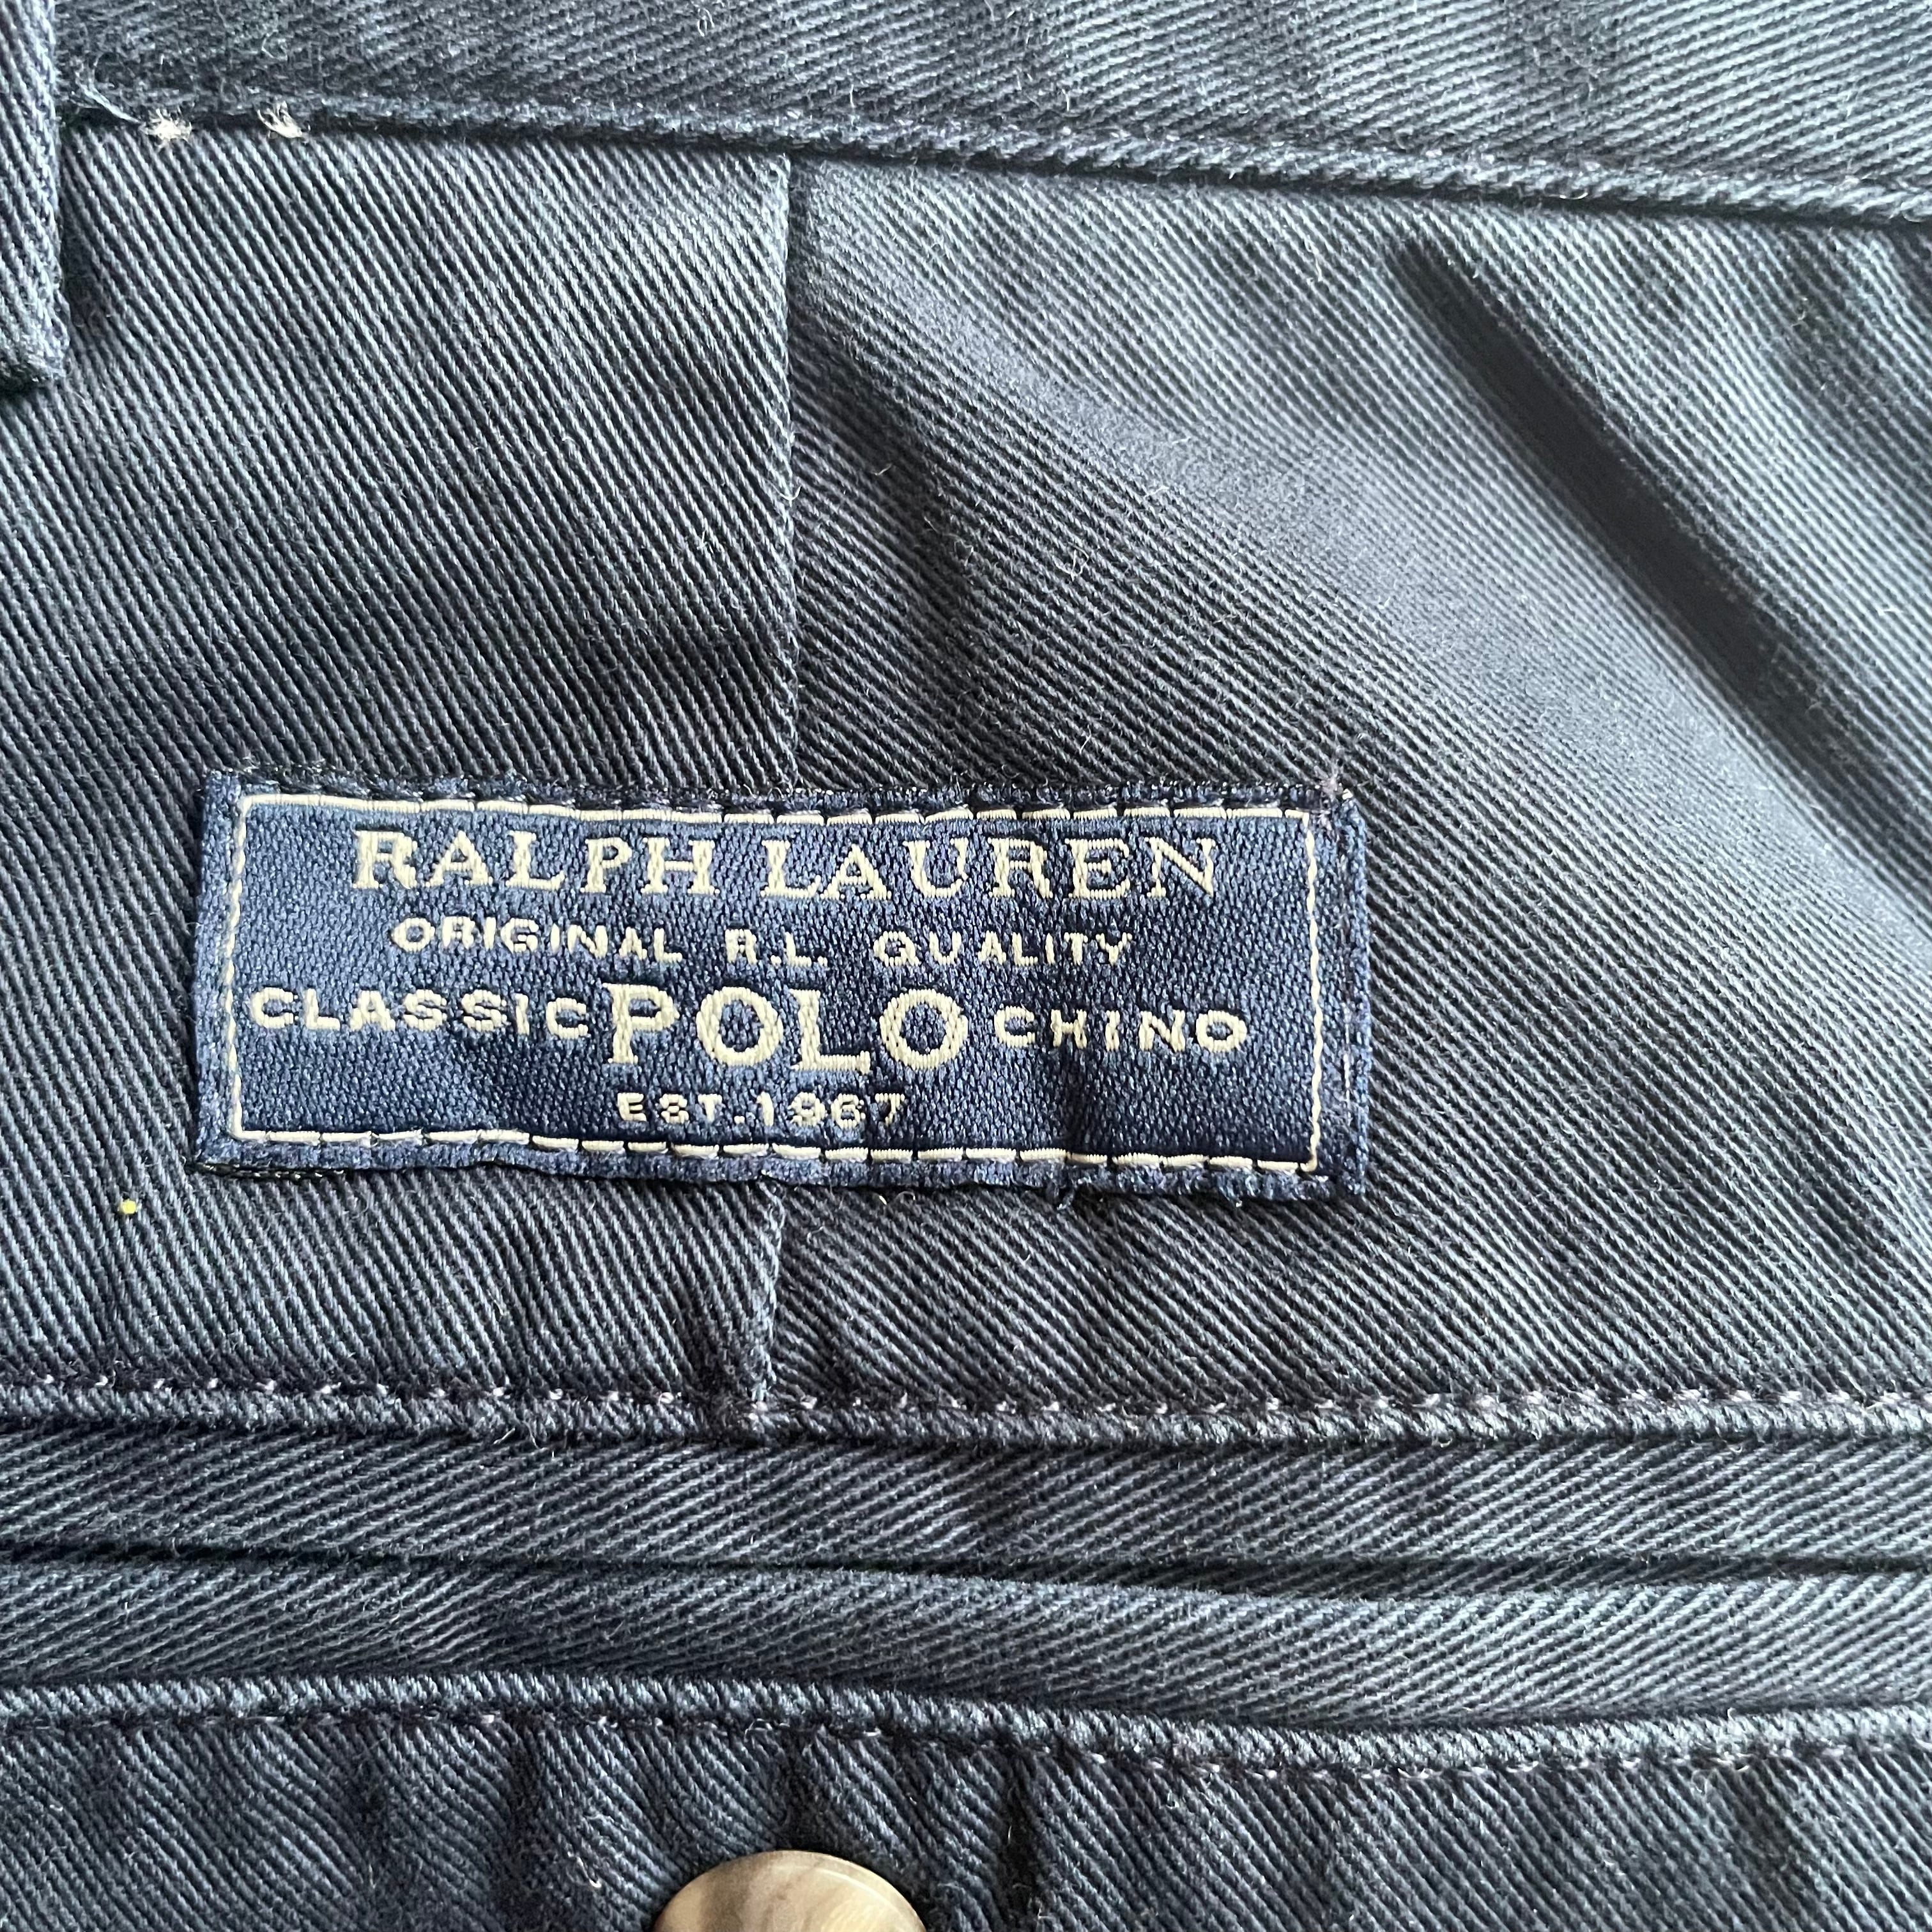 RALPH LAUREN
ORIGINAL R.L. QUALITY
CLASSIC POLO CHINO
EST.1967